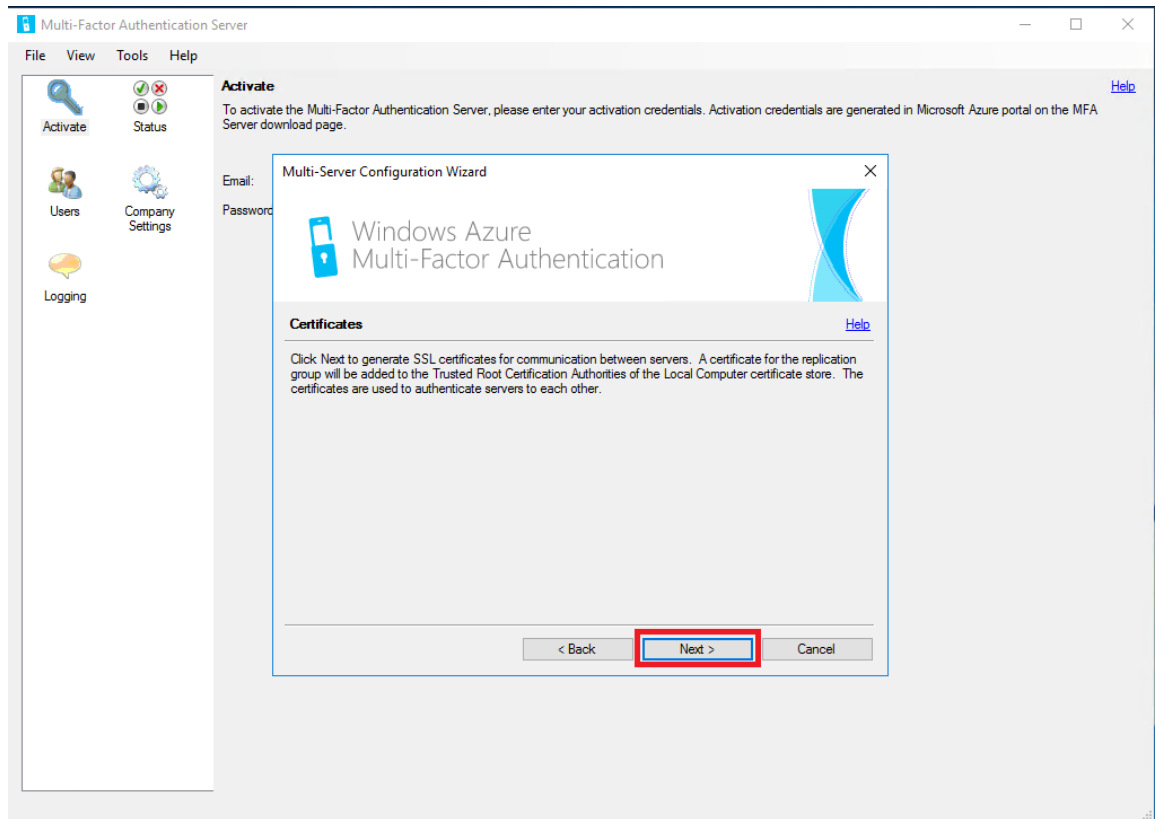 Multi-Factor Authentication Server
File View Tools Help
Activate
Status
Users
Company
Settings
Logging
Activate
Help
To activate the Multi-Factor Authentication Server, please enter your activation credentials. Activation credentials are generated in Microsoft Azure portal on the MFA
Server download page.
Email:
Password
Multi-Server Configuration Wizard
Windows Azure
Multi-Factor Authentication
Certificates
Help
Click Next to generate SSL certificates for communication between servers. A certificate for the replication
group will be added to the Trusted Root Certification Authorities of the Local Computer certificate store. The
certificates are used to authenticate servers to each other.
< Back
Next >
Cancel